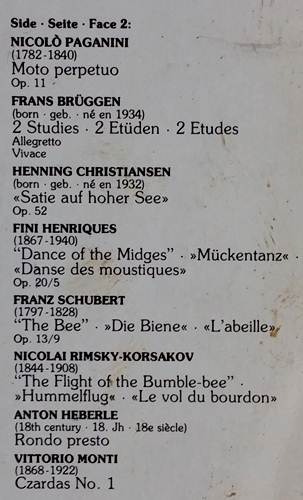 Side · Seite · Face 2:
NICOLÒ PAGANINI
(1782-1840)
Moto perpetuo
Op. 11
FRANS BRÜGGEN
(born · geb. · né en 1934)
2 Studies · 2 Etüden · 2 Etudes
Allegretto
Vivace
HENNING CHRISTIANSEN
(born · geb. · né en 1932)
«Satie auf hoher See»
Op. 52
FINI HENRIQUES
(1867-1940)
“Dance of the Midges” · »Mückentanz« ·
«Danse des moustiques»
Op. 20/5
FRANZ SCHUBERT
(1797-1828)
“The Bee” · »Die Biene« · «L'abeille»
Op. 13/9
NICOLAI RIMSKY-KORSAKOV
(1844-1908)
“The Flight of the Bumble-bee” ·
»Hummelflug« · «Le vol du bourdon»
ANTON HEBERLE
(18th century · 18. Jh · 18e siècle)
Rondo presto
VITTORIO MONTI
(1868-1922)
Czardas No. 1